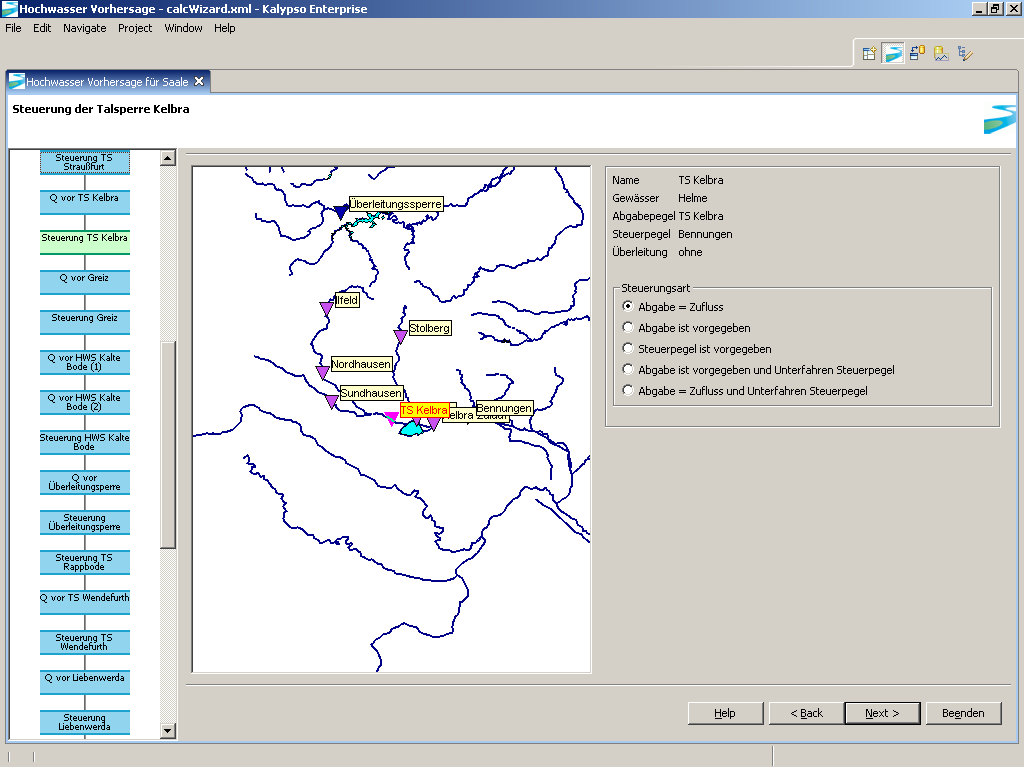 Hochwasser Vorhersage - calcWizard.xml - Kalypso Enterprise
File Edit Navigate Project Window Help
Hochwasser Vorhersage für Saale
Steuerung der Talsperre Kelbra
Steuerung TS
Straußfurt
Q vor TS Kelbra
Steuerung TS Kelbra
Q vor Greiz
Steuerung Greiz
Q vor HWS Kalte
Bode (1)
Q vor HWS Kalte
Bode (2)
Steuerung HWS Kalte
Bode
Q vor
Überleitungsperre
Steuerung
Überleitungsperre
Steuerung TS
Rappbode
Q vor TS Wendefurth
Steuerung TS
Wendefurth
Q vor Liebenwerda
Steuerung
Liebenwerda
Überleitungssperre
Ilfeld
Stolberg
Nordhausen
Sundhausen
TS Kelbra
Bennungen
Name TS Kelbra
Gewässer Helme
Abgabepegel TS Kelbra
Steuerpegel Bennungen
Überleitung ohne
Steuerungsart
Abgabe = Zufluss
Abgabe ist vorgegeben
Steuerpegel ist vorgegeben
Abgabe ist vorgegeben und Unterfahren Steuerpegel
Abgabe = Zufluss und Unterfahren Steuerpegel
Help < Back Next > Beenden